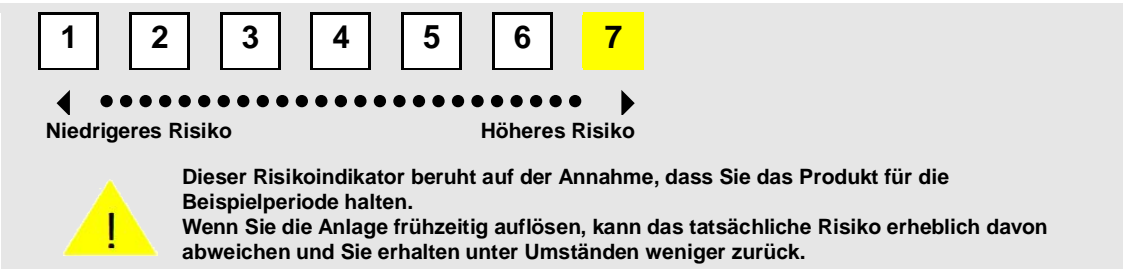 1 2 3 4 5 6 7
Niedrigeres Risiko Höheres Risiko
Dieser Risikoindikator beruht auf der Annahme, dass Sie das Produkt für die
Beispielperiode halten.
Wenn Sie die Anlage frühzeitig auflösen, kann das tatsächliche Risiko erheblich davon
abweichen und Sie erhalten unter Umständen weniger zurück.
!